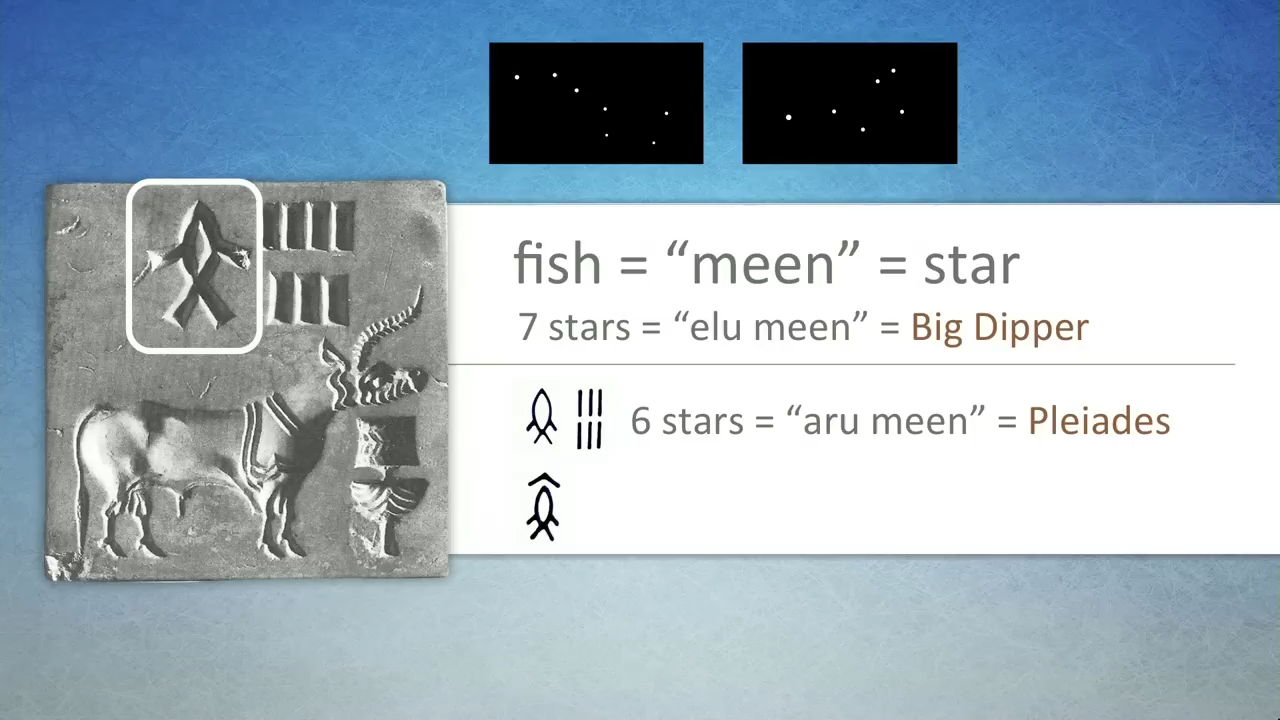 fish = “meen” = star
7 stars = “elu meen” = Big Dipper
6 stars = “aru meen” = Pleiades